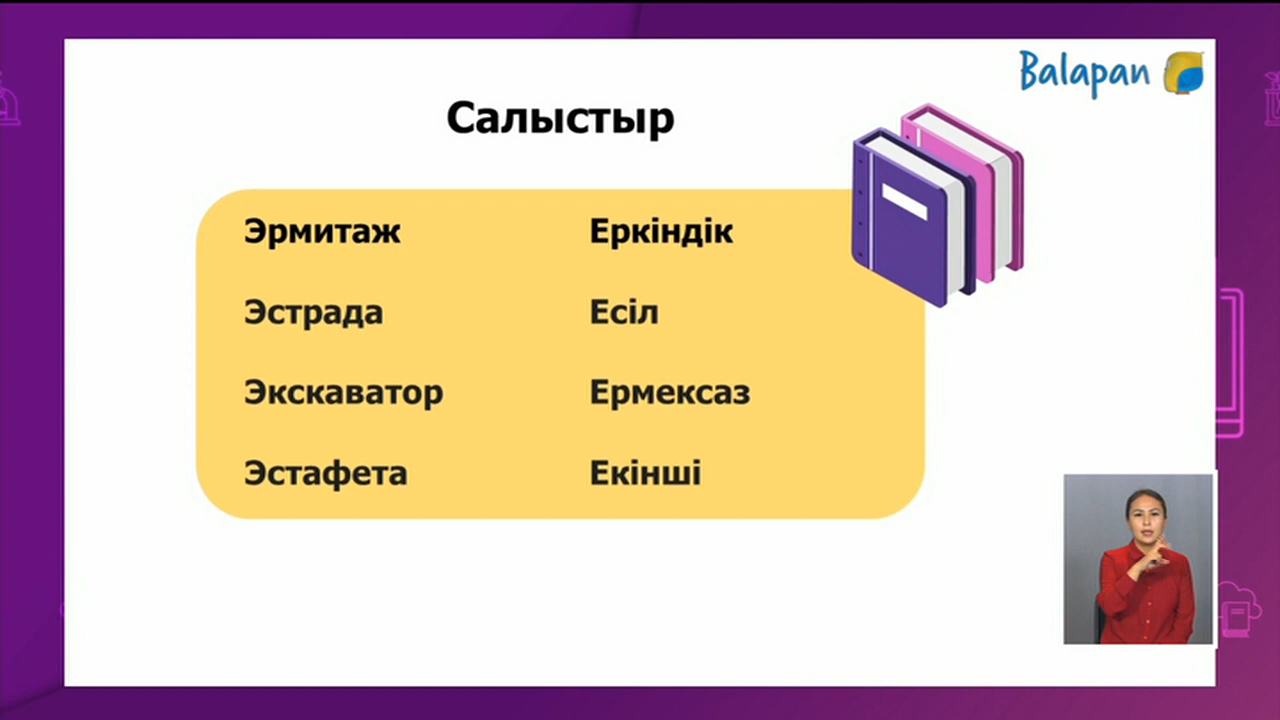 Balapan
Салыстыр
Эрмитаж Еркіндік
Эстрада Есіл
Экскаватор Ермексаз
Эстафета Екінші